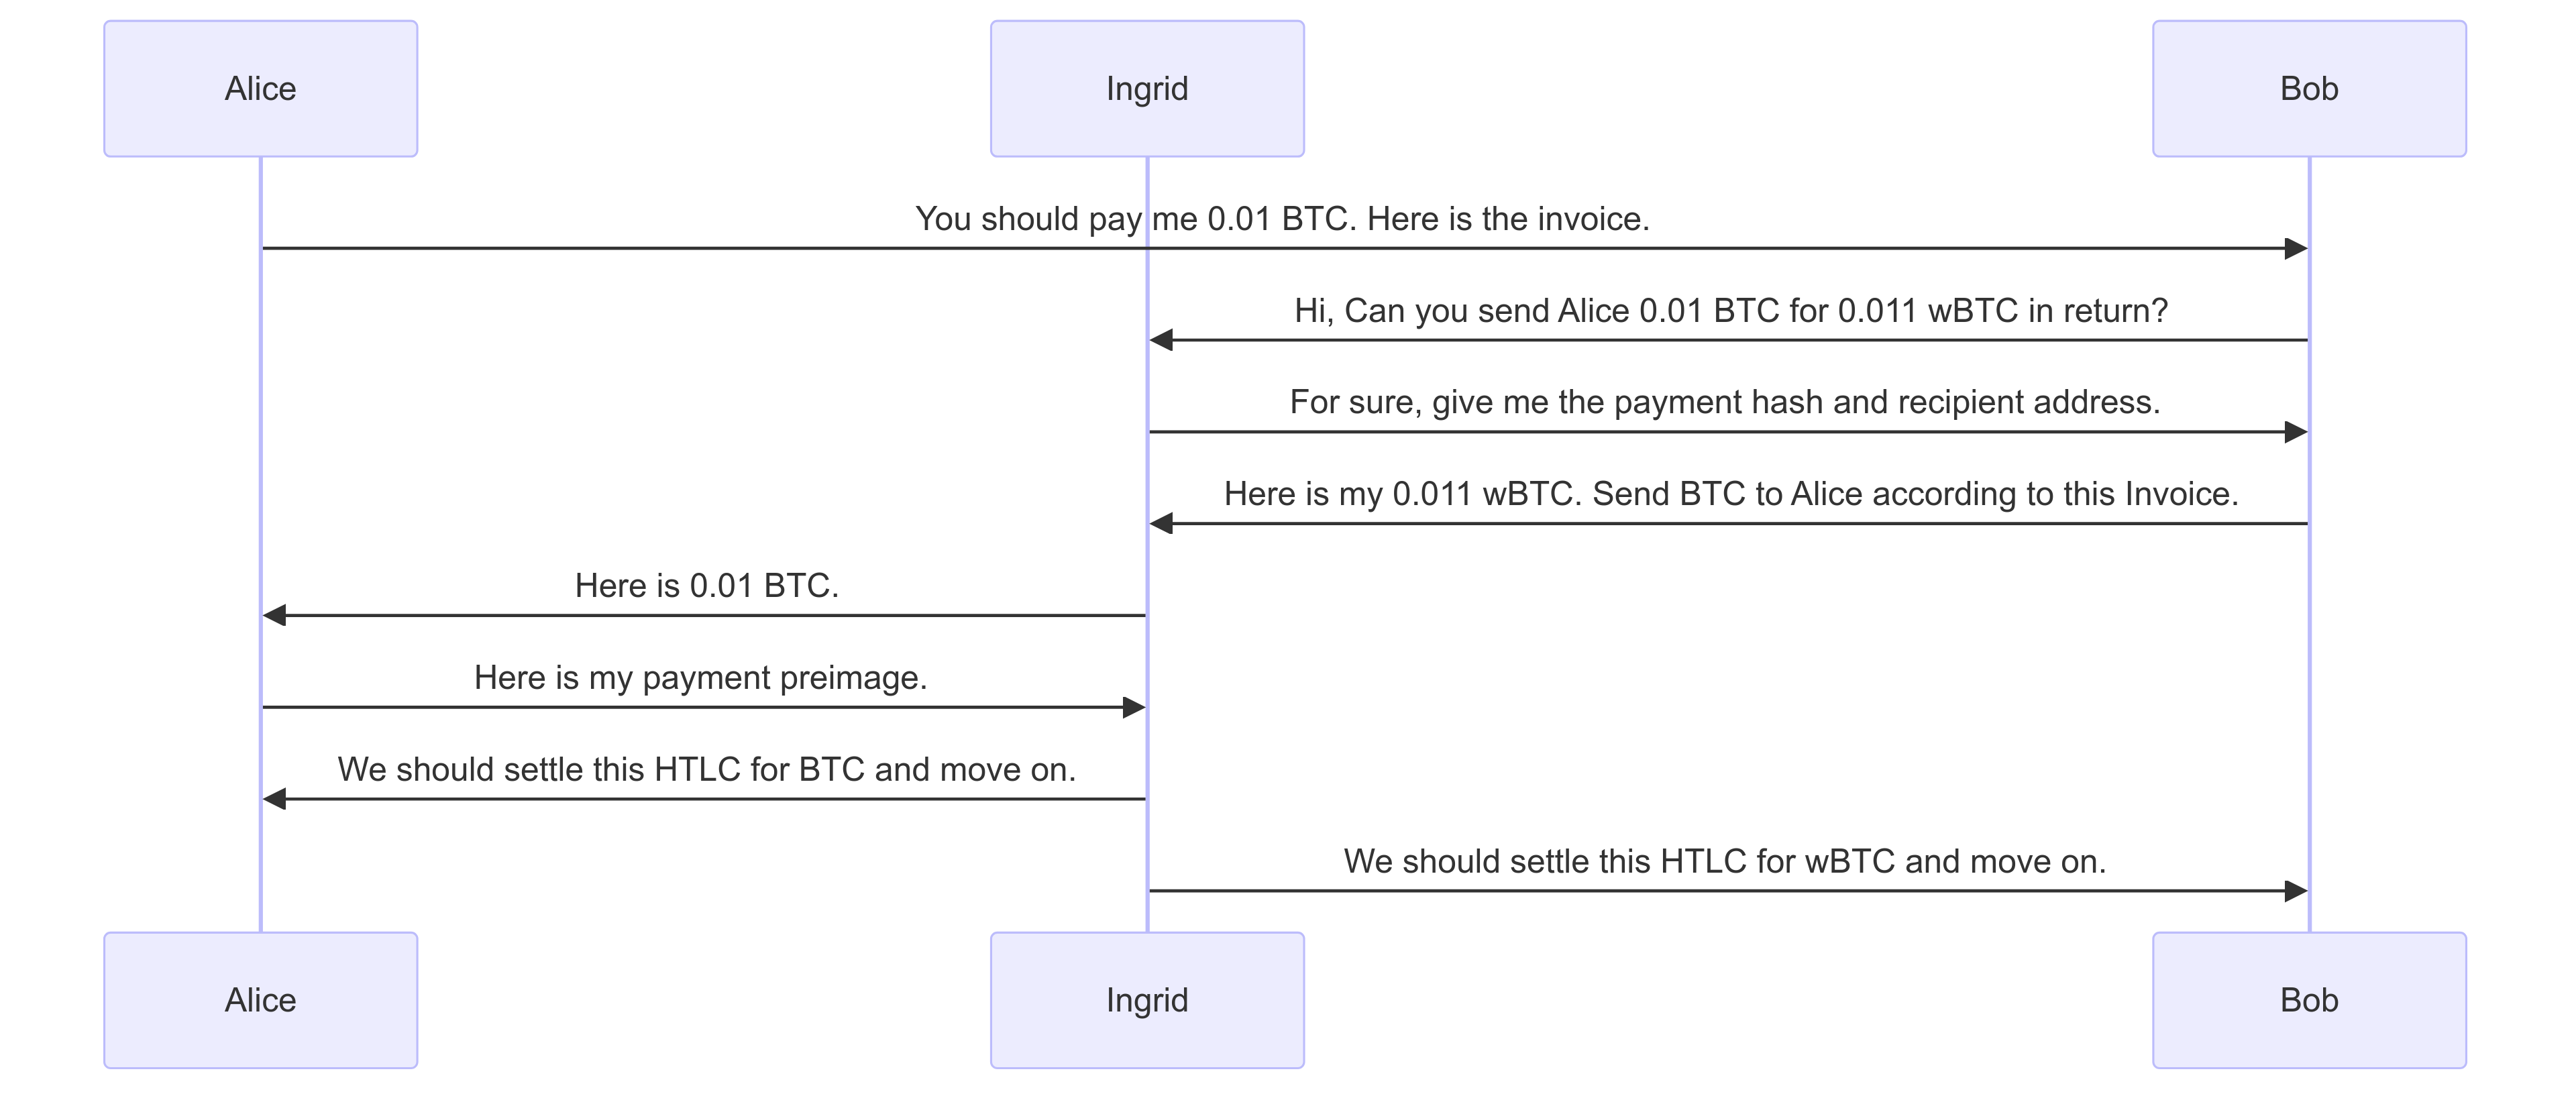 Alice
Ingrid
Bob
You should pay me 0.01 BTC. Here is the invoice.
Hi, Can you send Alice 0.01 BTC for 0.011 wBTC in return?
For sure, give me the payment hash and recipient address.
Here is my 0.011 wBTC. Send BTC to Alice according to this Invoice.
Here is 0.01 BTC.
Here is my payment preimage.
We should settle this HTLC for BTC and move on.
We should settle this HTLC for wBTC and move on.
Alice
Ingrid
Bob